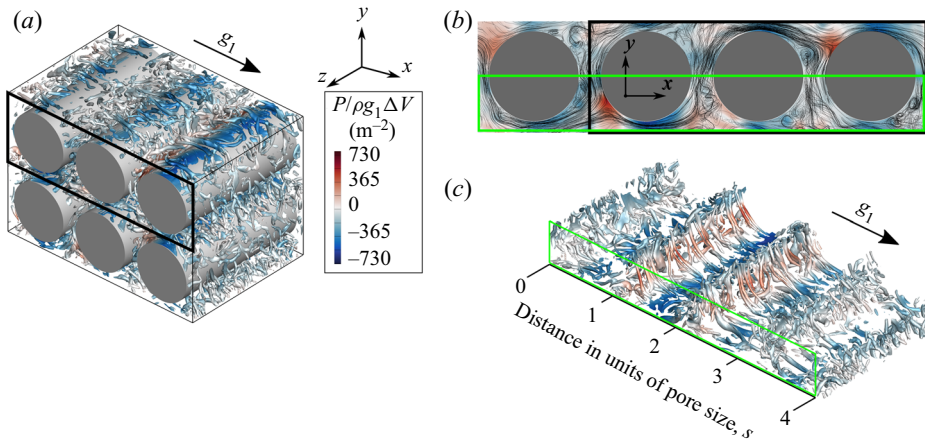 (a)
g₁
y
z
x
P/ρg₁ΔV
(m⁻²)
730
365
0
−365
−730
(b)
y
x
(c)
g₁
0
1
2
3
4
Distance in units of pore size, s